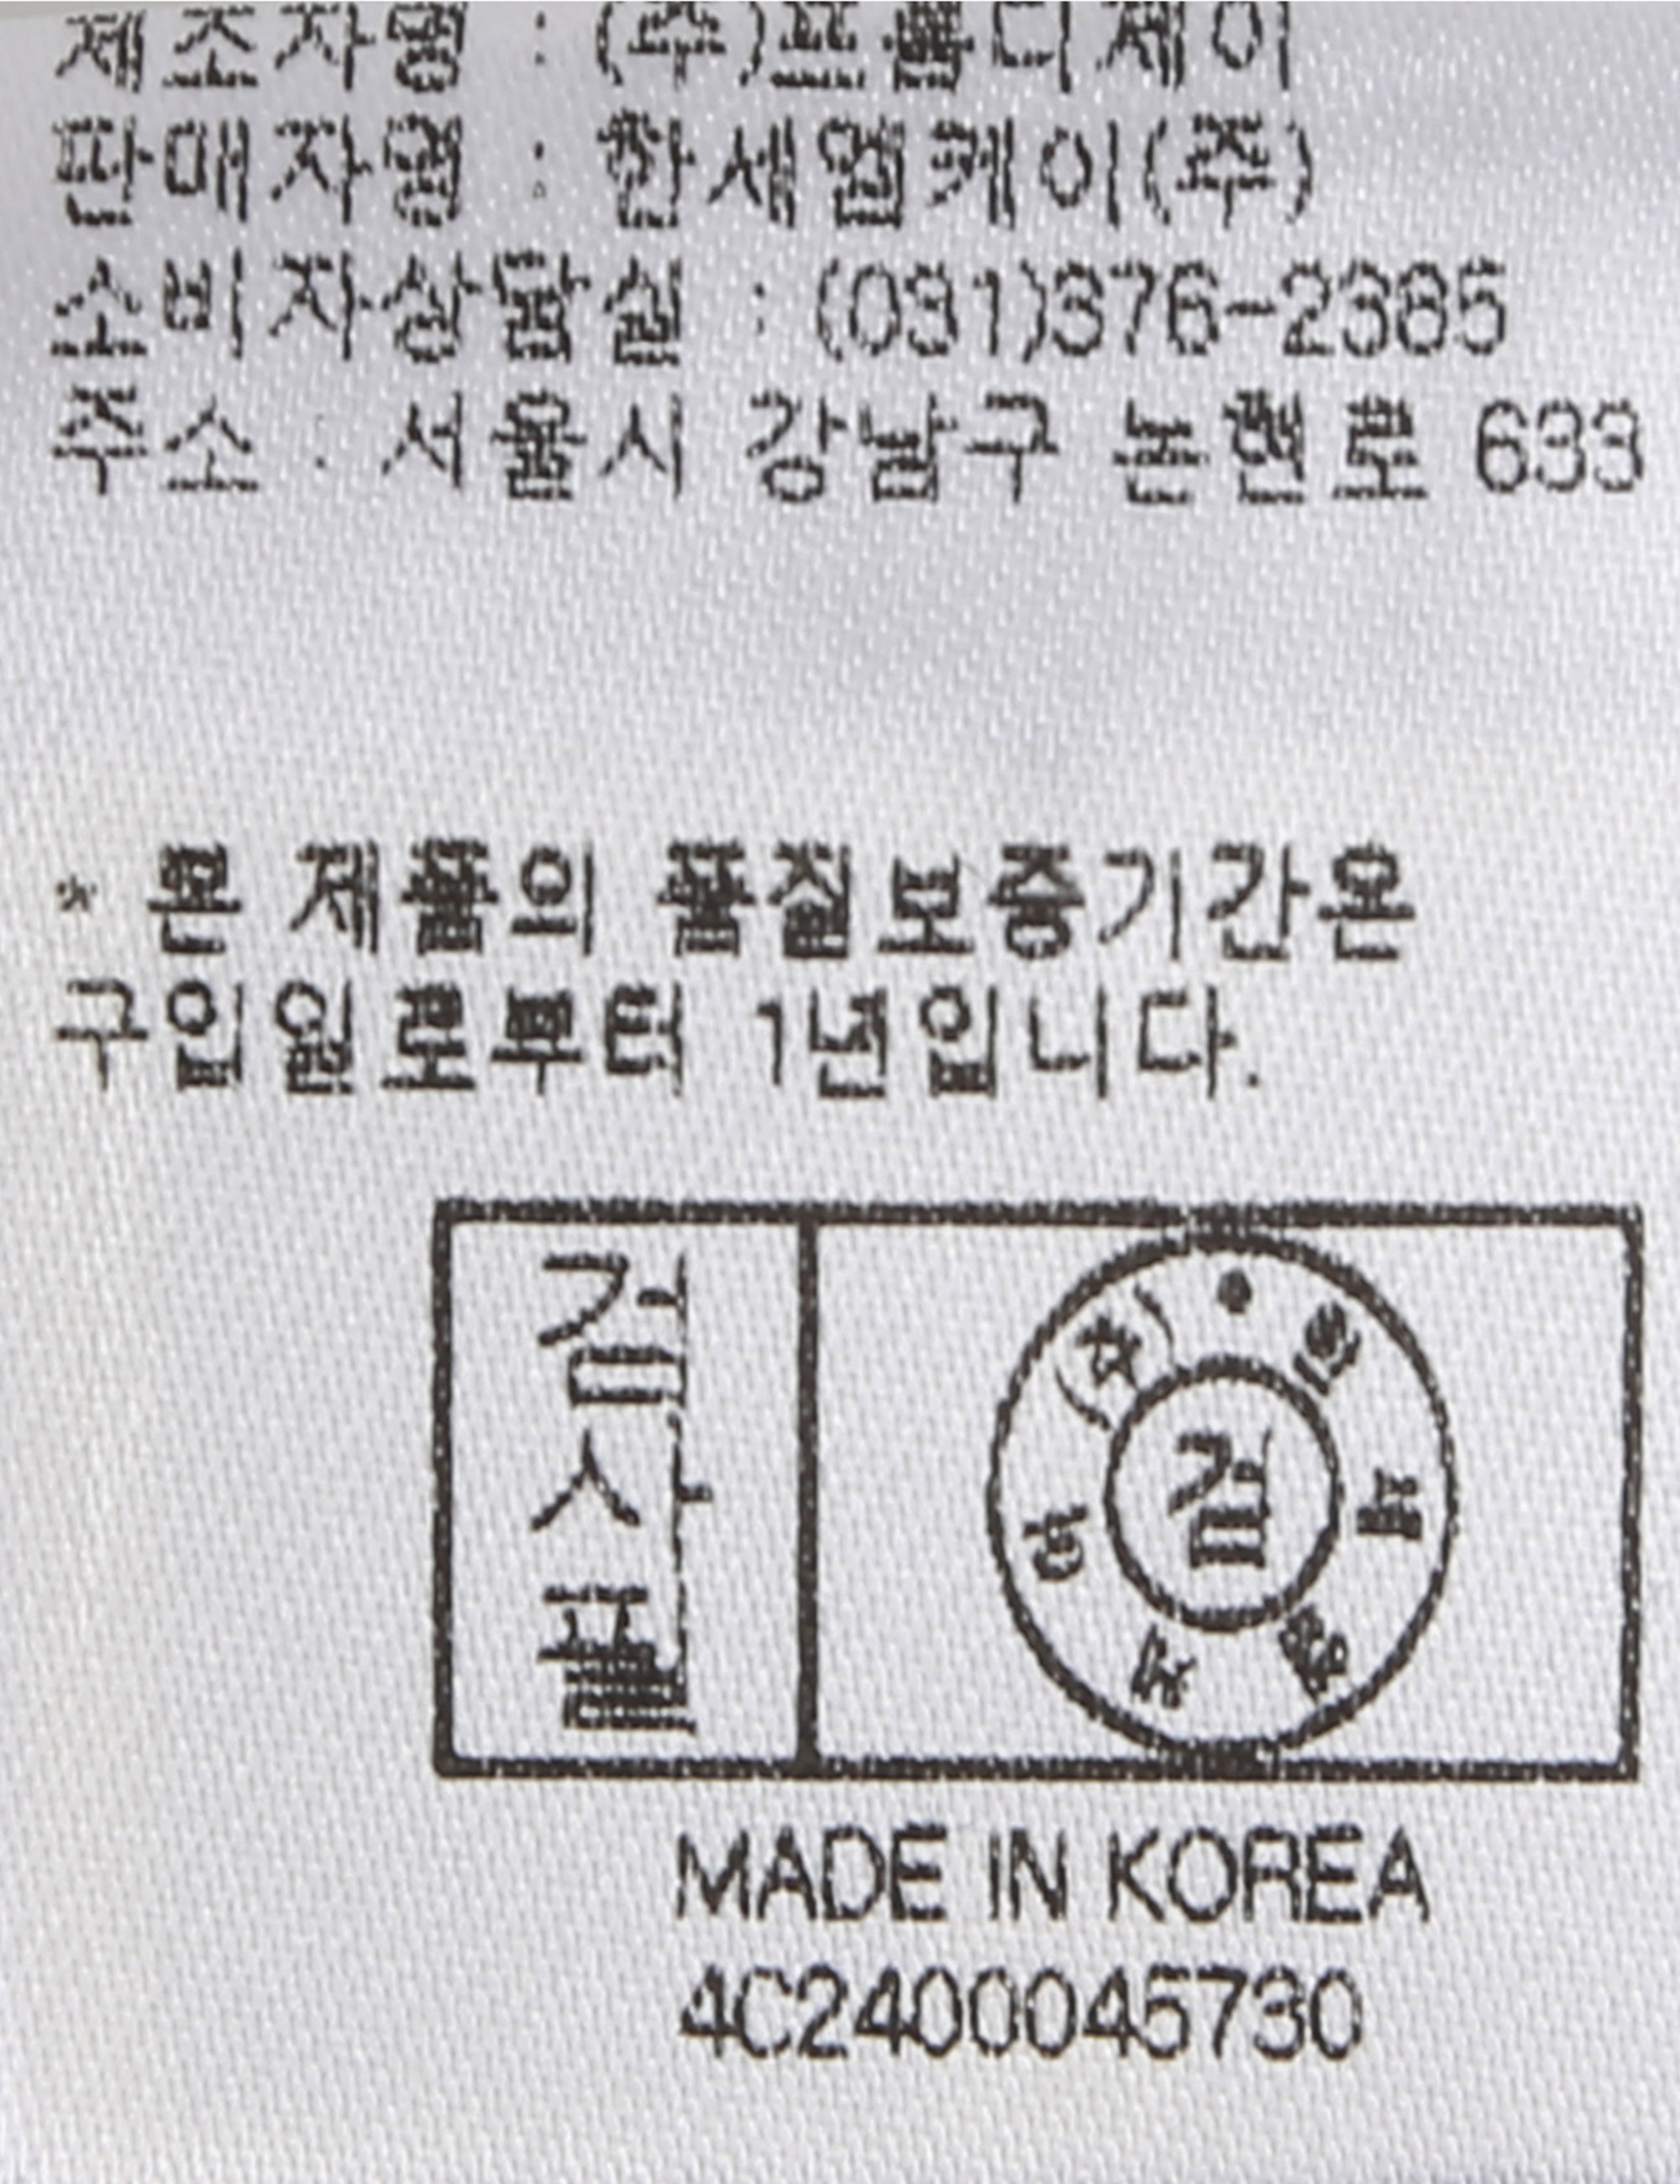 제조자명 : (주)프롬디제이
판매자명 : 한세엠케이(주)
소비자상담실 : (031)376-2385
주소 : 서울시 강남구 논현로 633
* 본 제품의 품질보증기간은
구입일로부터 1년입니다.
검
사
필
검
MADE IN KOREA
4C2400045730